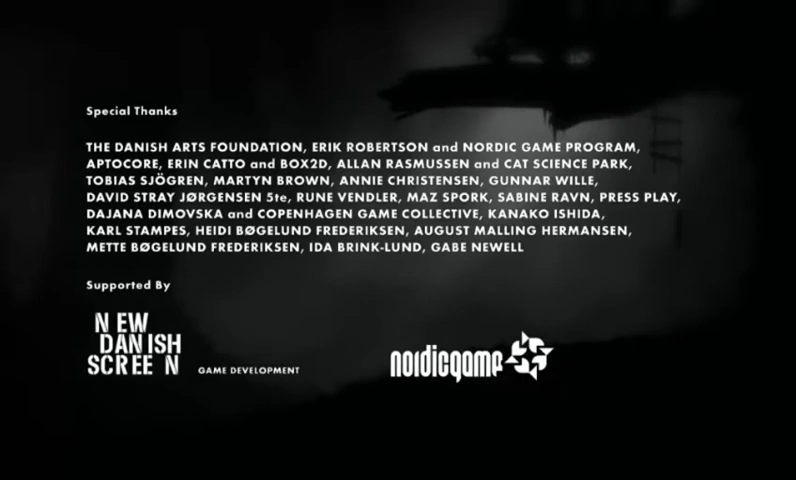 Special Thanks
THE DANISH ARTS FOUNDATION, ERIK ROBERTSON and NORDIC GAME PROGRAM,
APTOCORE, ERIN CATTO and BOX2D, ALLAN RASMUSSEN and CAT SCIENCE PARK,
TOBIAS SJÖGREN, MARTYN BROWN, ANNIE CHRISTENSEN, GUNNAR WILLE,
DAVID STRAY JØRGENSEN 5te, RUNE VENDLER, MAZ SPORK, SABINE RAVN, PRESS PLAY,
DAJANA DIMOVSKA and COPENHAGEN GAME COLLECTIVE, KANAKO ISHIDA,
KARL STAMPES, HEIDI BØGELUND FREDERIKSEN, AUGUST MALLING HERMANSEN,
METTE BØGELUND FREDERIKSEN, IDA BRINK-LUND, GABE NEWELL
Supported By
NEW
DANISH
SCREEN
GAME DEVELOPMENT
nordicgame